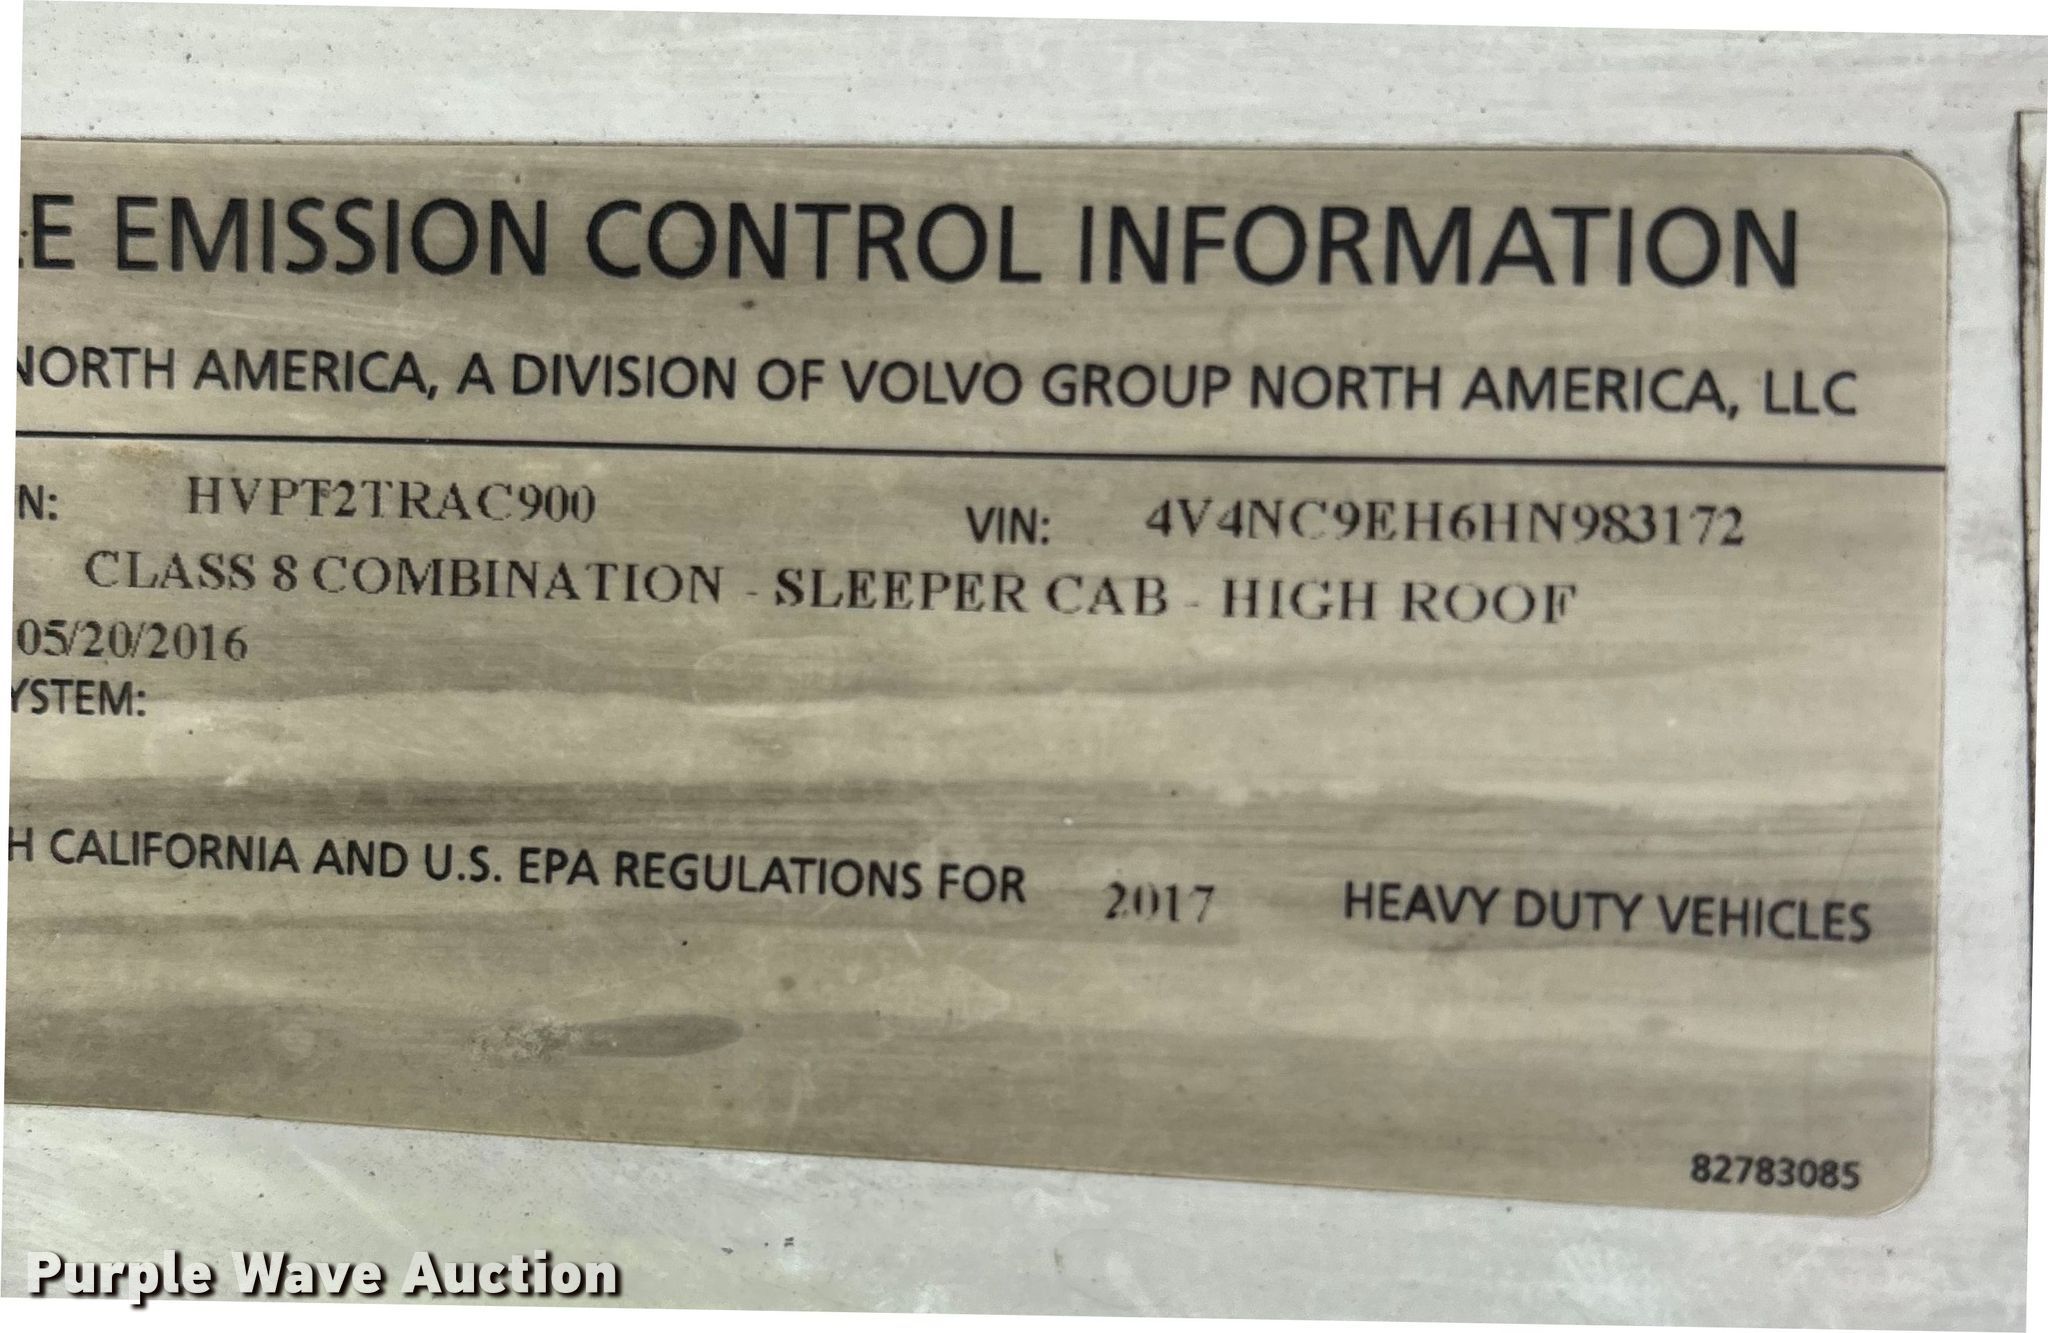 LE EMISSION CONTROL INFORMATION
NORTH AMERICA, A DIVISION OF VOLVO GROUP NORTH AMERICA, LLC
N: HVPT2TRAC900 VIN: 4V4NC9EH6HN983172
CLASS 8 COMBINATION - SLEEPER CAB - HIGH ROOF
05/20/2016
YSTEM:
H CALIFORNIA AND U.S. EPA REGULATIONS FOR 2017 HEAVY DUTY VEHICLES
82783085
Purple Wave Auction